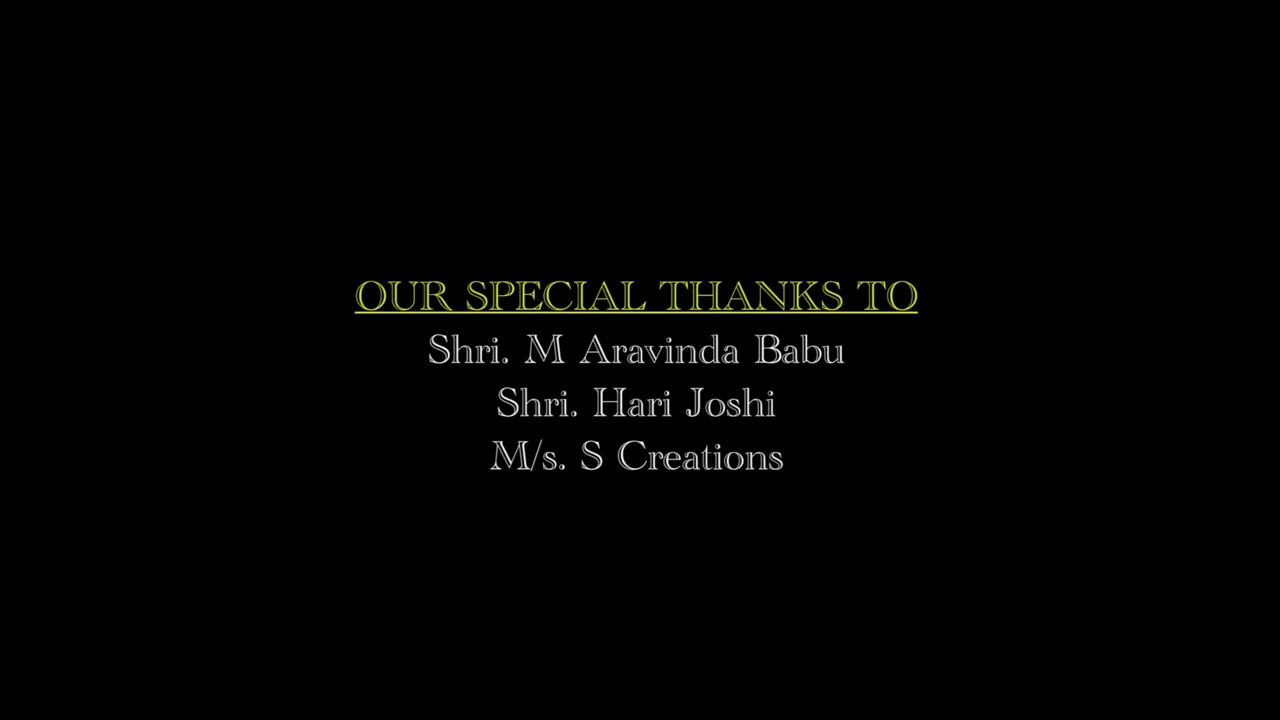 OUR SPECIAL THANKS TO
Shri. M Aravinda Babu
Shri. Hari Joshi
M/s. S Creations